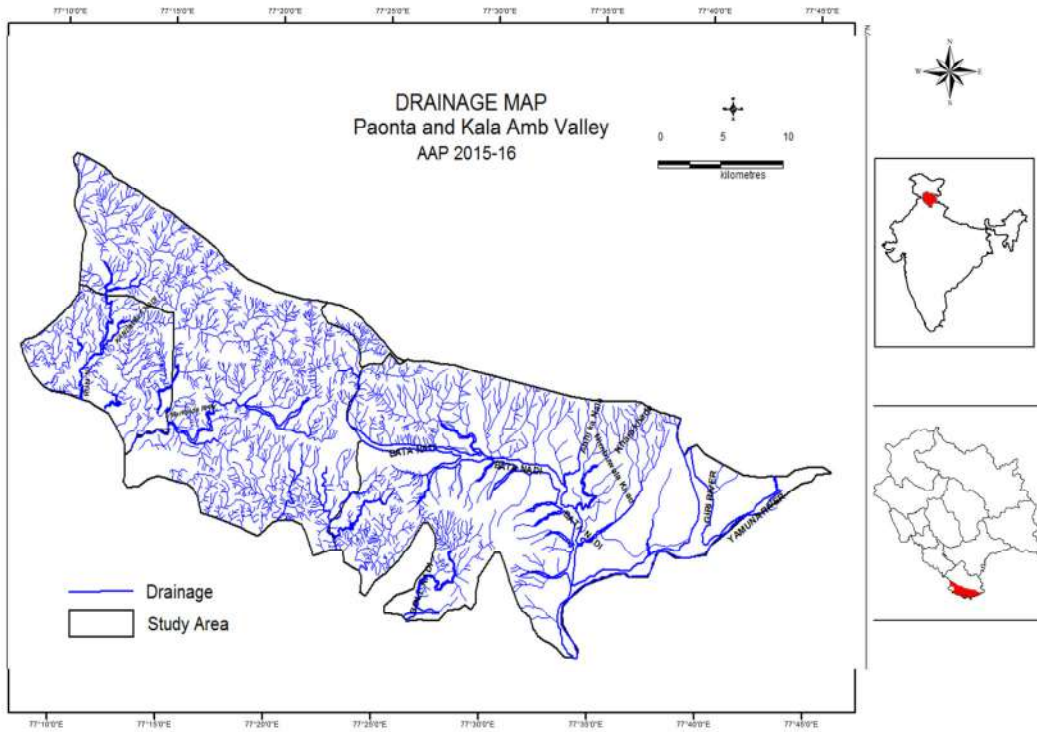 77°10'0"E 77°15'0"E 77°20'0"E 77°25'0"E 77°30'0"E 77°35'0"E 77°40'0"E 77°45'0"E
DRAINAGE MAP
Paonta and Kala Amb Valley
AAP 2015-16
0 5 10
kilometres
N
W E
BATA NADI
BATA NADI
BATA NADI
GIRI RIVER
YAMUNA RIVER
Drainage
Study Area
77°10'0"E 77°15'0"E 77°20'0"E 77°25'0"E 77°30'0"E 77°35'0"E 77°40'0"E 77°45'0"E